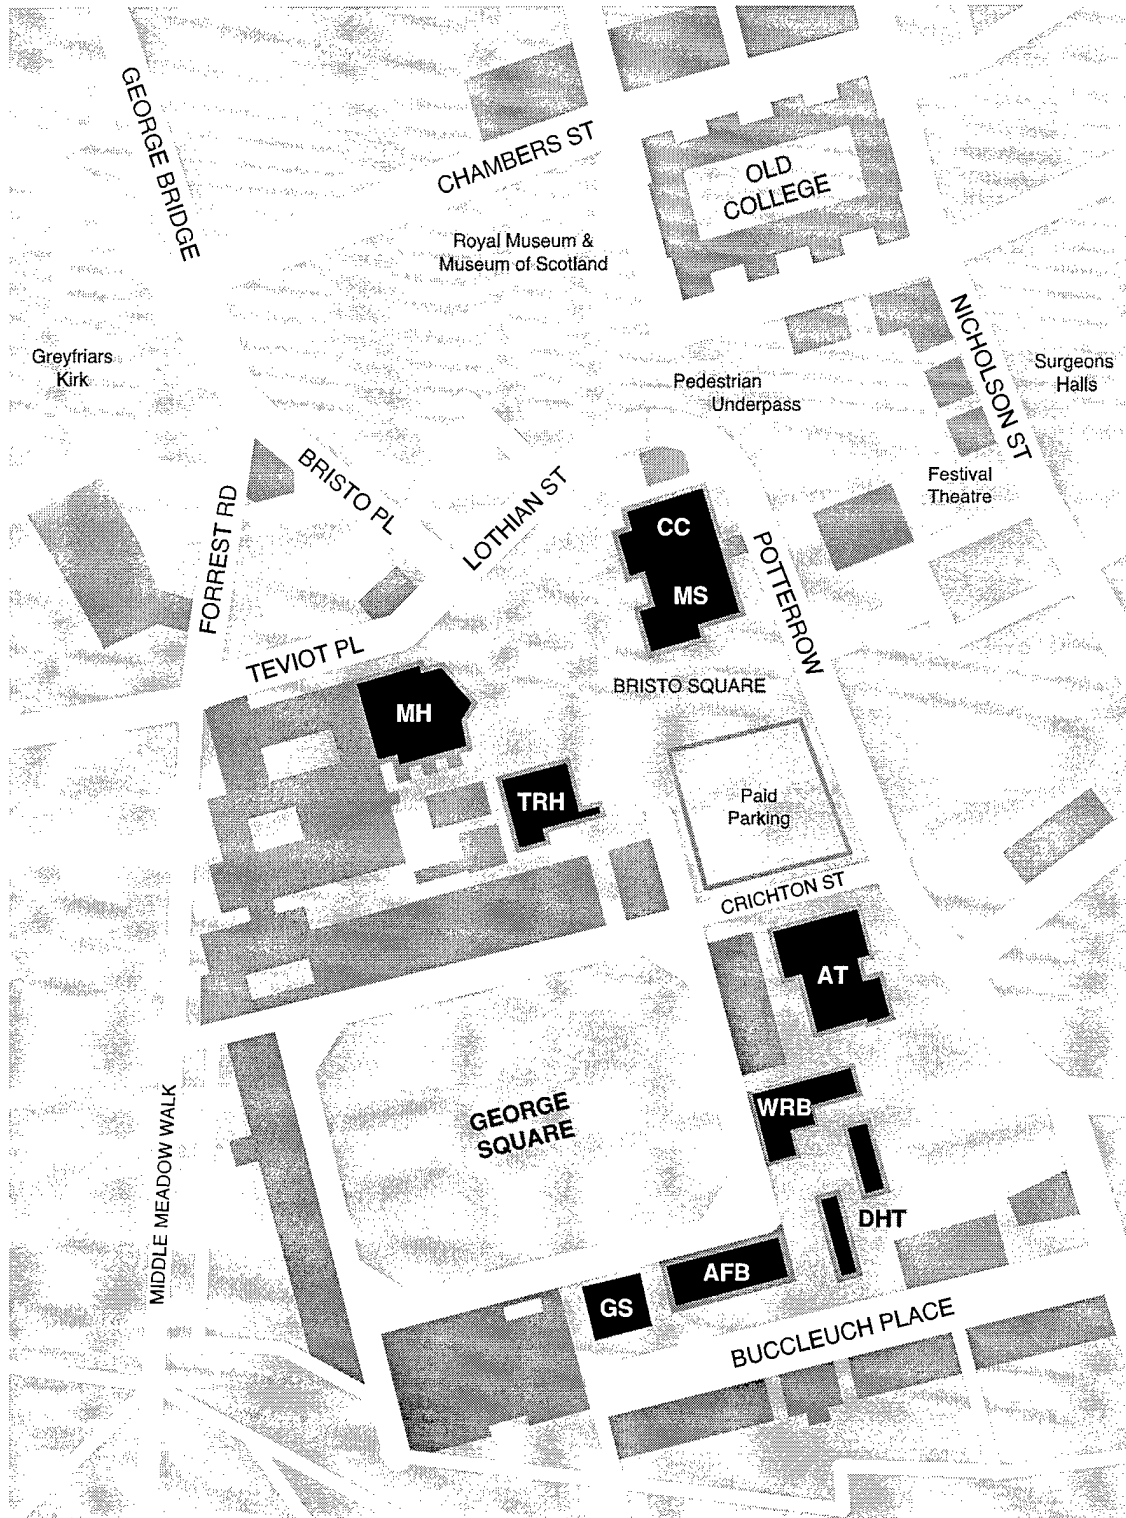 GEORGE BRIDGE
CHAMBERS ST
OLD
COLLEGE
Royal Museum &
Museum of Scotland
NICHOLSON ST
Greyfriars
Kirk
Surgeons
Halls
Pedestrian
Underpass
BRISTO PL
FORREST RD
LOTHIAN ST
Festival
Theatre
CC
MS
POTTERROW
TEVIOT PL
BRISTO SQUARE
MH
TRH
Paid
Parking
CRICHTON ST
AT
GEORGE
SQUARE
WRB
MIDDLE MEADOW WALK
DHT
AFB
GS
BUCCLEUCH PLACE